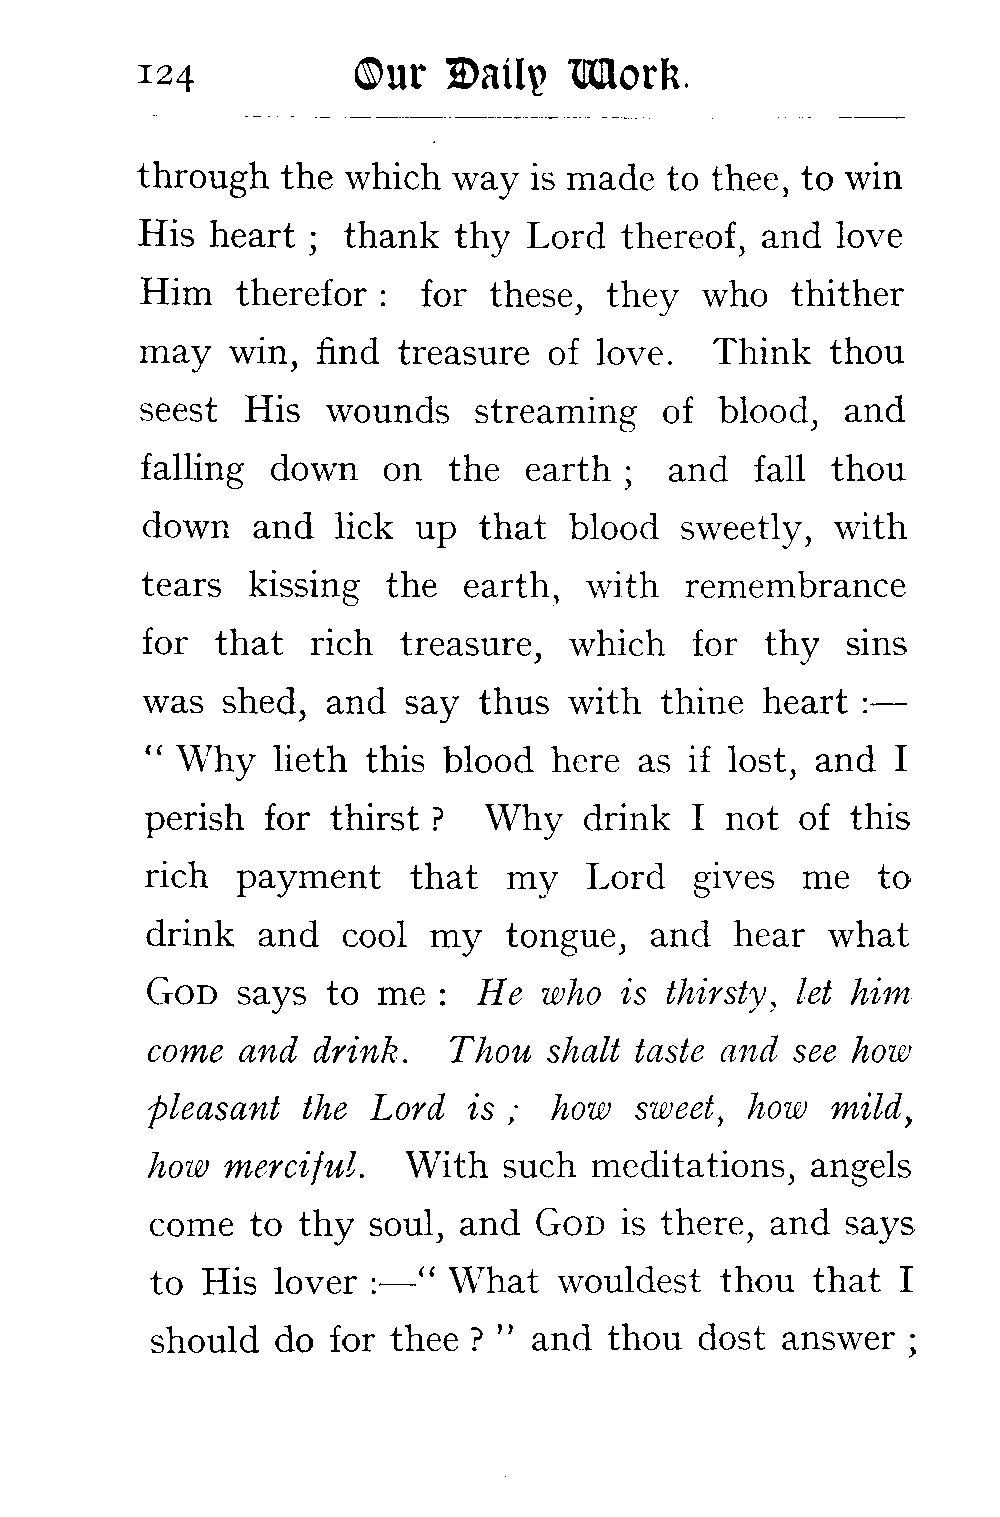 124 Our Daily Work.
through the which way is made to thee, to win
His heart ; thank thy Lord thereof, and love
Him therefor : for these, they who thither
may win, find treasure of love. Think thou
seest His wounds streaming of blood, and
falling down on the earth ; and fall thou
down and lick up that blood sweetly, with
tears kissing the earth, with remembrance
for that rich treasure, which for thy sins
was shed, and say thus with thine heart :—
“ Why lieth this blood here as if lost, and I
perish for thirst ? Why drink I not of this
rich payment that my Lord gives me to
drink and cool my tongue, and hear what
GOD says to me : He who is thirsty, let him
come and drink. Thou shalt taste and see how
pleasant the Lord is ; how sweet, how mild,
how merciful. With such meditations, angels
come to thy soul, and GOD is there, and says
to His lover :—“ What wouldest thou that I
should do for thee ? ” and thou dost answer ;